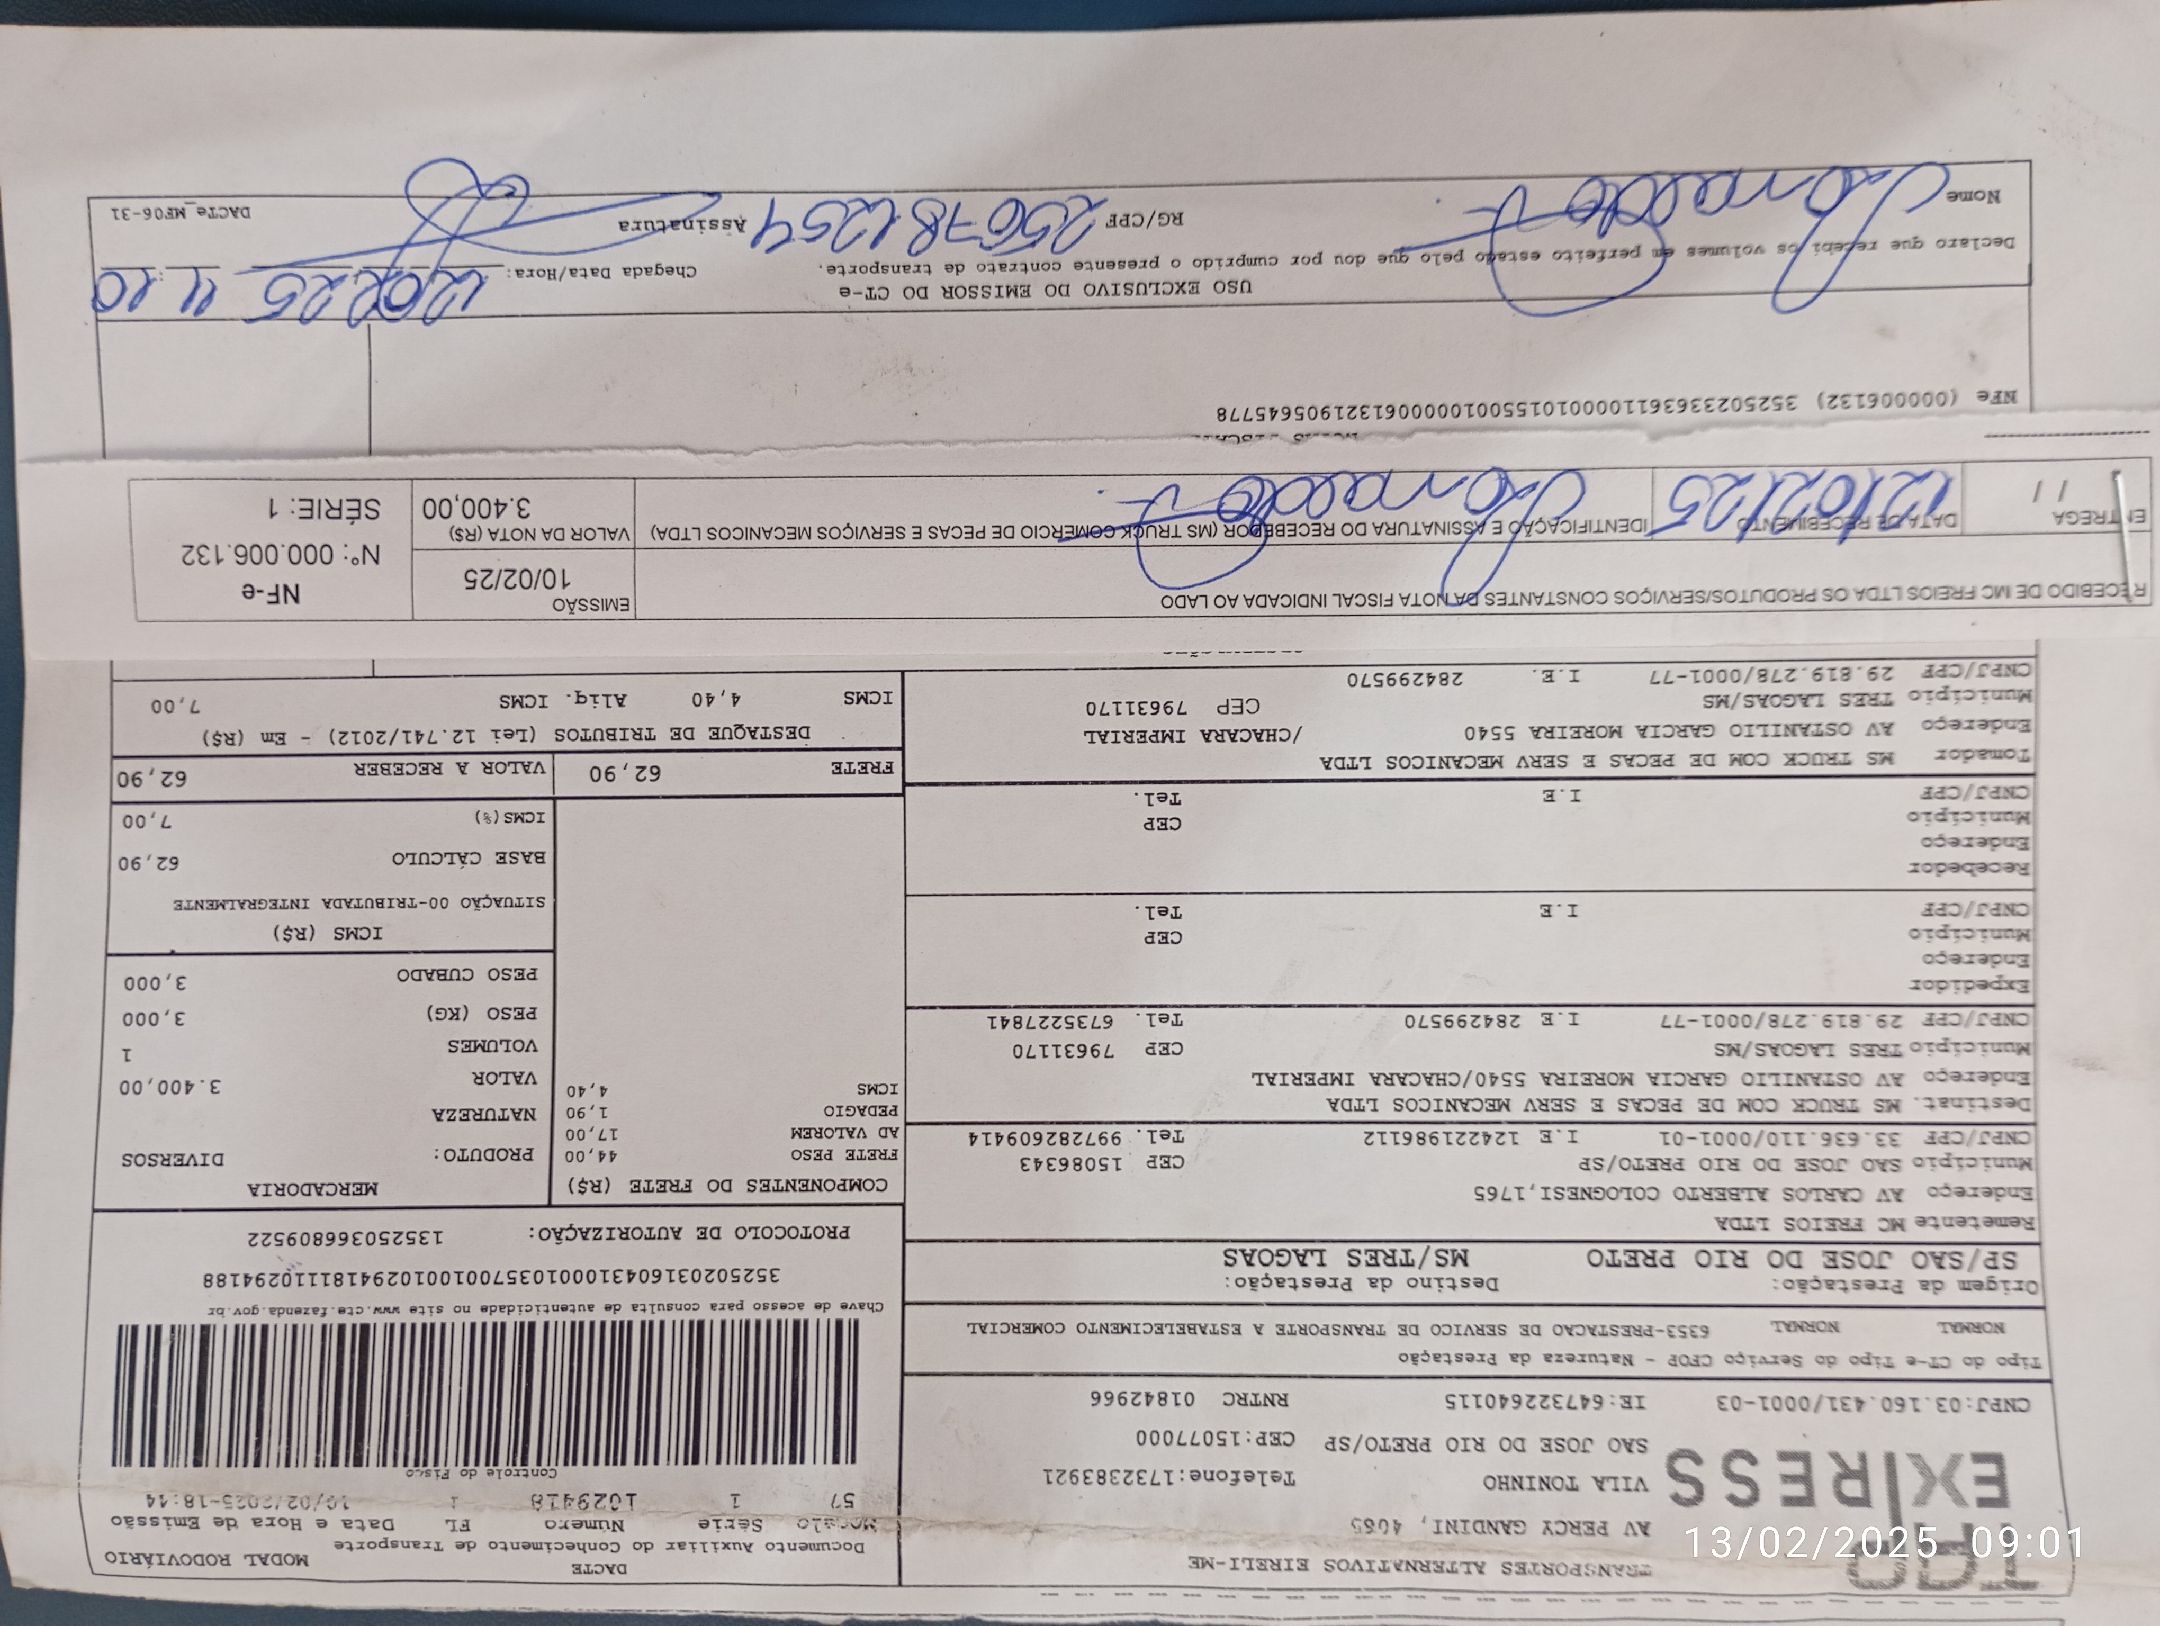 TRANSPORTES ALTERNATIVOS EIRELI-ME
EXPRESS
AV PERCY GANDINI, 4065
VILA TONINHO Telefone:1732383921
SAO JOSE DO RIO PRETO/SP CEP:15077000
CNPJ:03.160.431/0001-03 IE:647322640115 RNTRC 01842966
DACTE MODAL RODOVIÁRIO
Documento Auxiliar do Conhecimento de Transporte
Modelo Série Número FL Data e Hora de Emissão
57 1 1029418 1 10/02/2025-18:44
Controle do Fisco
Chave de acesso para consulta de autenticidade no site www.cte.fazenda.gov.br
35250203160431000103570010010294181110294188
PROTOCOLO DE AUTORIZAÇÃO: 135250366809522
Tipo do CT-e Tipo do Serviço CFOP - Natureza da Prestação
NORMAL NORMAL 6353-PRESTACAO DE SERVICO DE TRANSPORTE A ESTABELECIMENTO COMERCIAL
Origem da Prestação: Destino da Prestação:
SP/SAO JOSE DO RIO PRETO MS/TRES LAGOAS
Remetente MC FREIOS LTDA
Endereço AV CARLOS ALBERTO COLOGNESI,1765
Município SAO JOSE DO RIO PRETO/SP CEP 15086343
CNPJ/CPF 33.636.110/0001-01 I.E 124221986112 Tel. 997282609414
Destinat. MS TRUCK COM DE PECAS E SERV MECANICOS LTDA
Endereço AV OSTANILIO GARCIA MOREIRA 5540/CHACARA IMPERIAL
Município TRES LAGOAS/MS CEP 79631170
CNPJ/CPF 29.819.278/0001-77 I.E 284299570 Tel. 6735227841
Expedidor
Endereço
Município CEP
CNPJ/CPF I.E Tel.
Recebedor
Endereço
Município CEP
CNPJ/CPF I.E Tel.
Tomador MS TRUCK COM DE PECAS E SERV MECANICOS LTDA
Endereço AV OSTANILIO GARCIA MOREIRA 5540 /CHACARA IMPERIAL
Município TRES LAGOAS/MS CEP 79631170
CNPJ/CPF 29.819.278/0001-77 I.E. 284299570
COMPONENTES DO FRETE (R$)
FRETE PESO 44,00
AD VALOREM 17,00
PEDAGIO 1,90
ICMS 4,40
MERCADORIA
PRODUTO: DIVERSOS
NATUREZA
VALOR 3.400,00
VOLUMES 1
PESO (KG) 3,000
PESO CUBADO 3,000
ICMS (R$)
SITUAÇÃO 00-TRIBUTADA INTEGRALMENTE
BASE CÁLCULO 62,90
ICMS(%) 7,00
FRETE 62,90 VALOR A RECEBER 62,90
DESTAQUE DE TRIBUTOS (Lei 12.741/2012) - Em (R$)
ICMS 4,40 Aliq. ICMS 7,00
RECEBIDO DE MC FREIOS LTDA OS PRODUTOS/SERVIÇOS CONSTANTES DA NOTA FISCAL INDICADA AO LADO
EMISSÃO
10/02/25
NF-e
Nº: 000.006.132
SÉRIE: 1
ENTREGA
/ /
DATA DE RECEBIMENTO
12/02/25
IDENTIFICAÇÃO E ASSINATURA DO RECEBEDOR (MS TRUCK COMERCIO DE PECAS E SERVIÇOS MECANICOS LTDA)
VALOR DA NOTA (R$)
3.400,00
NFe (000006132) 35250233636110000101550010000061321905645778
USO EXCLUSIVO DO EMISSOR DO CT-e
Declaro que recebi os volumes em perfeito estado pelo que dou por cumprido o presente contrato de transporte.
Chegada Data/Hora: 12 02 25 11 10
Nome
RG/CPF
Assinatura
DACTe_MF06-31
13/02/2025 09:01